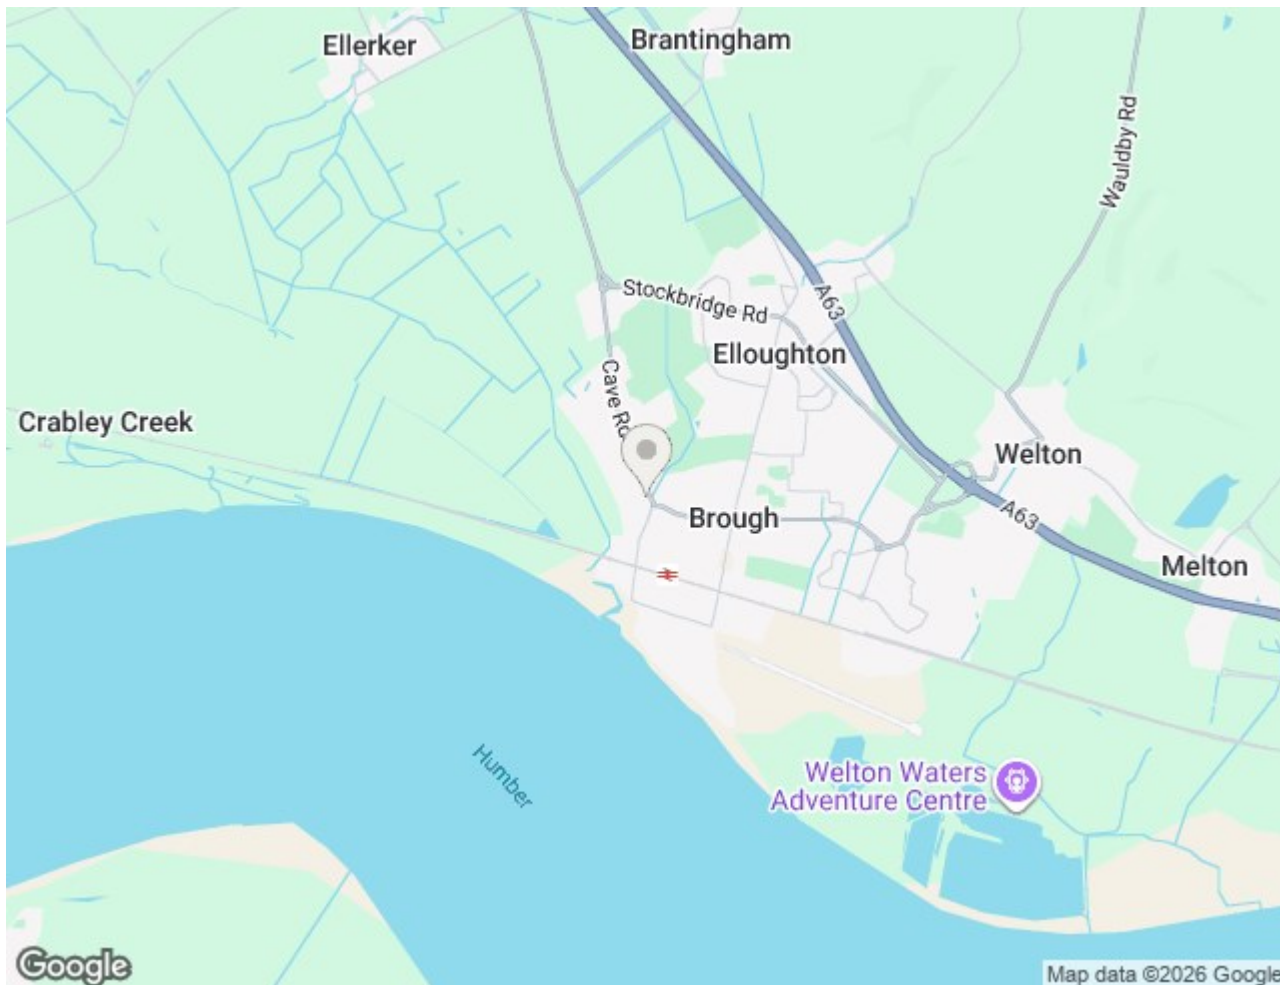 Ellerker
Brantingham
Wauldby Rd
Stockbridge Rd
A63
Elloughton
Cave Rd
Crabley Creek
Welton
Brough
A63
Melton
Humber
Welton Waters
Adventure Centre
Google
Map data ©2026 Google